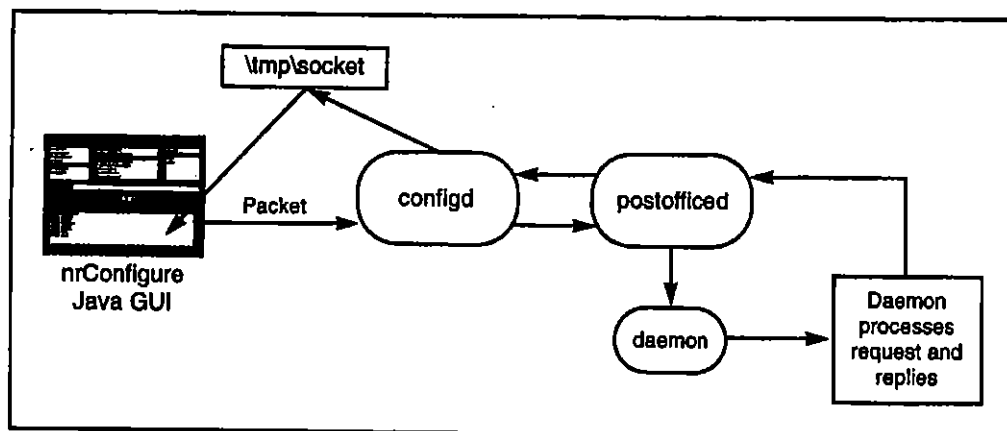 \tmp\socket
Packet
configd
postofficed
nrConfigure
Java GUI
daemon
Daemon
processes
request and
replies